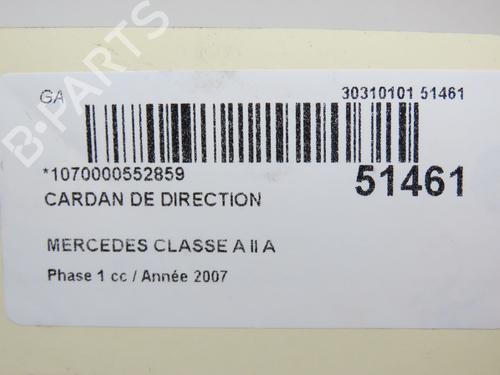 GA 30310101 51461
*1070000552859 51461
CARDAN DE DIRECTION
MERCEDES CLASSE A II A
Phase 1 cc / Année 2007
B-PARTS